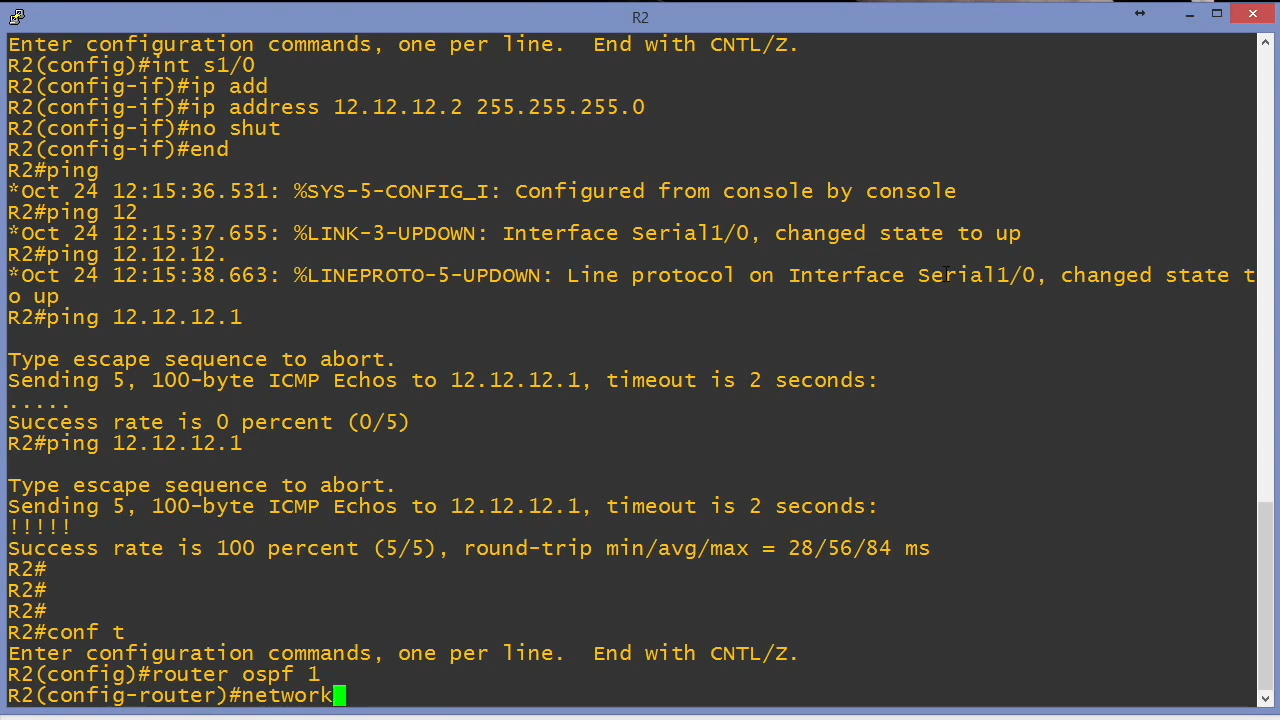 R2
Enter configuration commands, one per line.  End with CNTL/Z.
R2(config)#int s1/0
R2(config-if)#ip add
R2(config-if)#ip address 12.12.12.2 255.255.255.0
R2(config-if)#no shut
R2(config-if)#end
R2#ping
*Oct 24 12:15:36.531: %SYS-5-CONFIG_I: Configured from console by console
R2#ping 12
*Oct 24 12:15:37.655: %LINK-3-UPDOWN: Interface Serial1/0, changed state to up
R2#ping 12.12.12.
*Oct 24 12:15:38.663: %LINEPROTO-5-UPDOWN: Line protocol on Interface Serial1/0, changed state t
o up
R2#ping 12.12.12.1
Type escape sequence to abort.
Sending 5, 100-byte ICMP Echos to 12.12.12.1, timeout is 2 seconds:
.....
Success rate is 0 percent (0/5)
R2#ping 12.12.12.1
Type escape sequence to abort.
Sending 5, 100-byte ICMP Echos to 12.12.12.1, timeout is 2 seconds:
!!!!!
Success rate is 100 percent (5/5), round-trip min/avg/max = 28/56/84 ms
R2#
R2#
R2#
R2#conf t
Enter configuration commands, one per line.  End with CNTL/Z.
R2(config)#router ospf 1
R2(config-router)#network